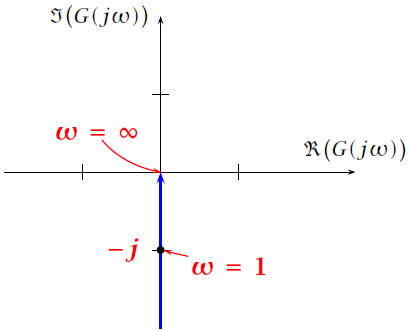 ℑ(G(jω))
ω = ∞
ℜ(G(jω))
−j
ω = 1